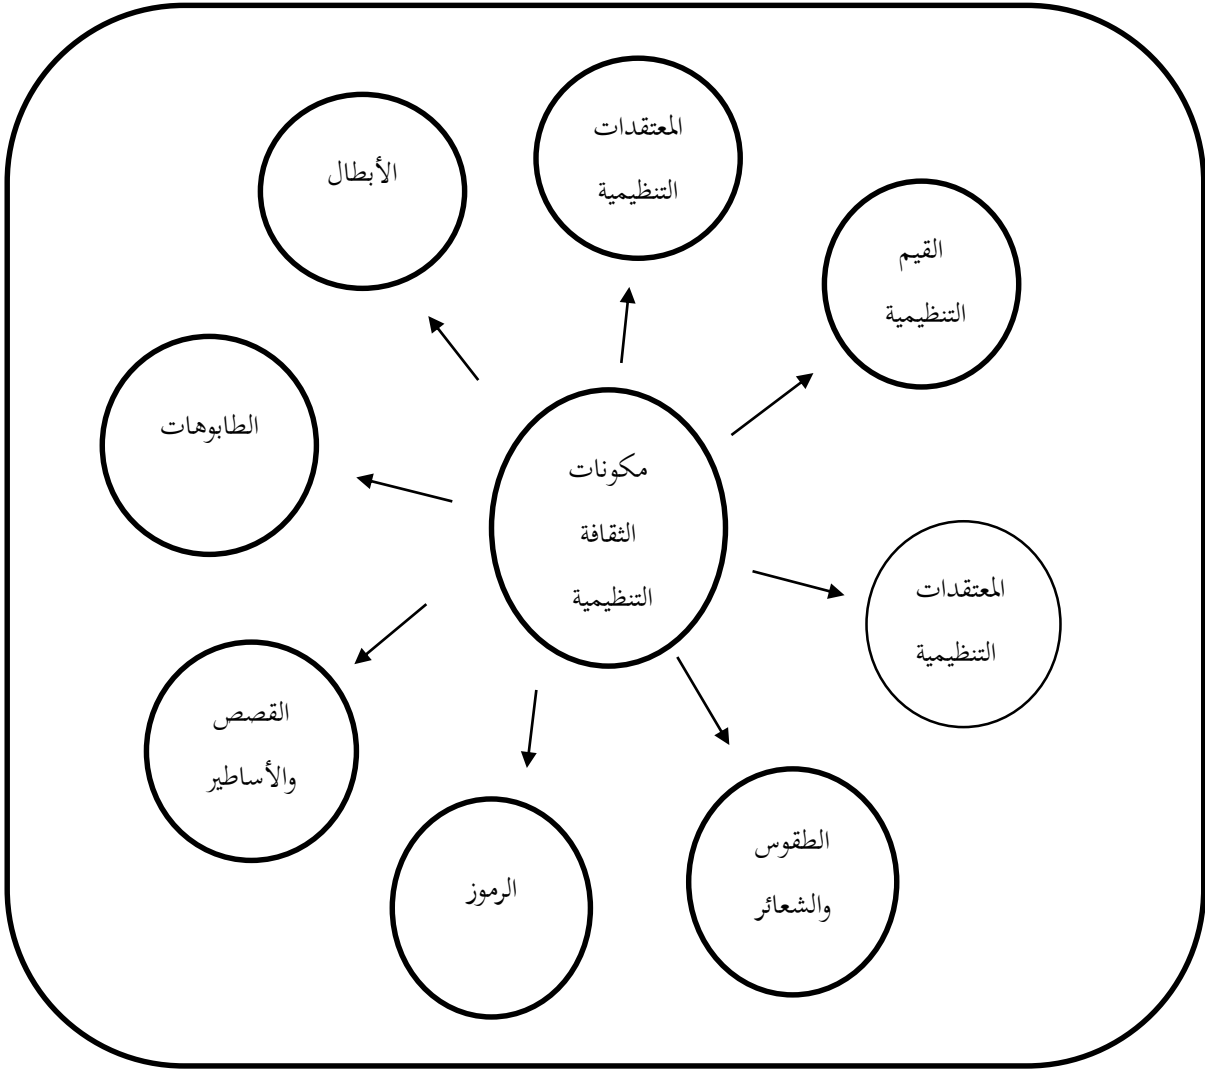 المعتقدات
التنظيمية
الأبطال
القيم
التنظيمية
الطابوهات
مكونات
الثقافة
التنظيمية
المعتقدات
التنظيمية
القصص
والأساطير
الطقوس
والشعائر
الرموز